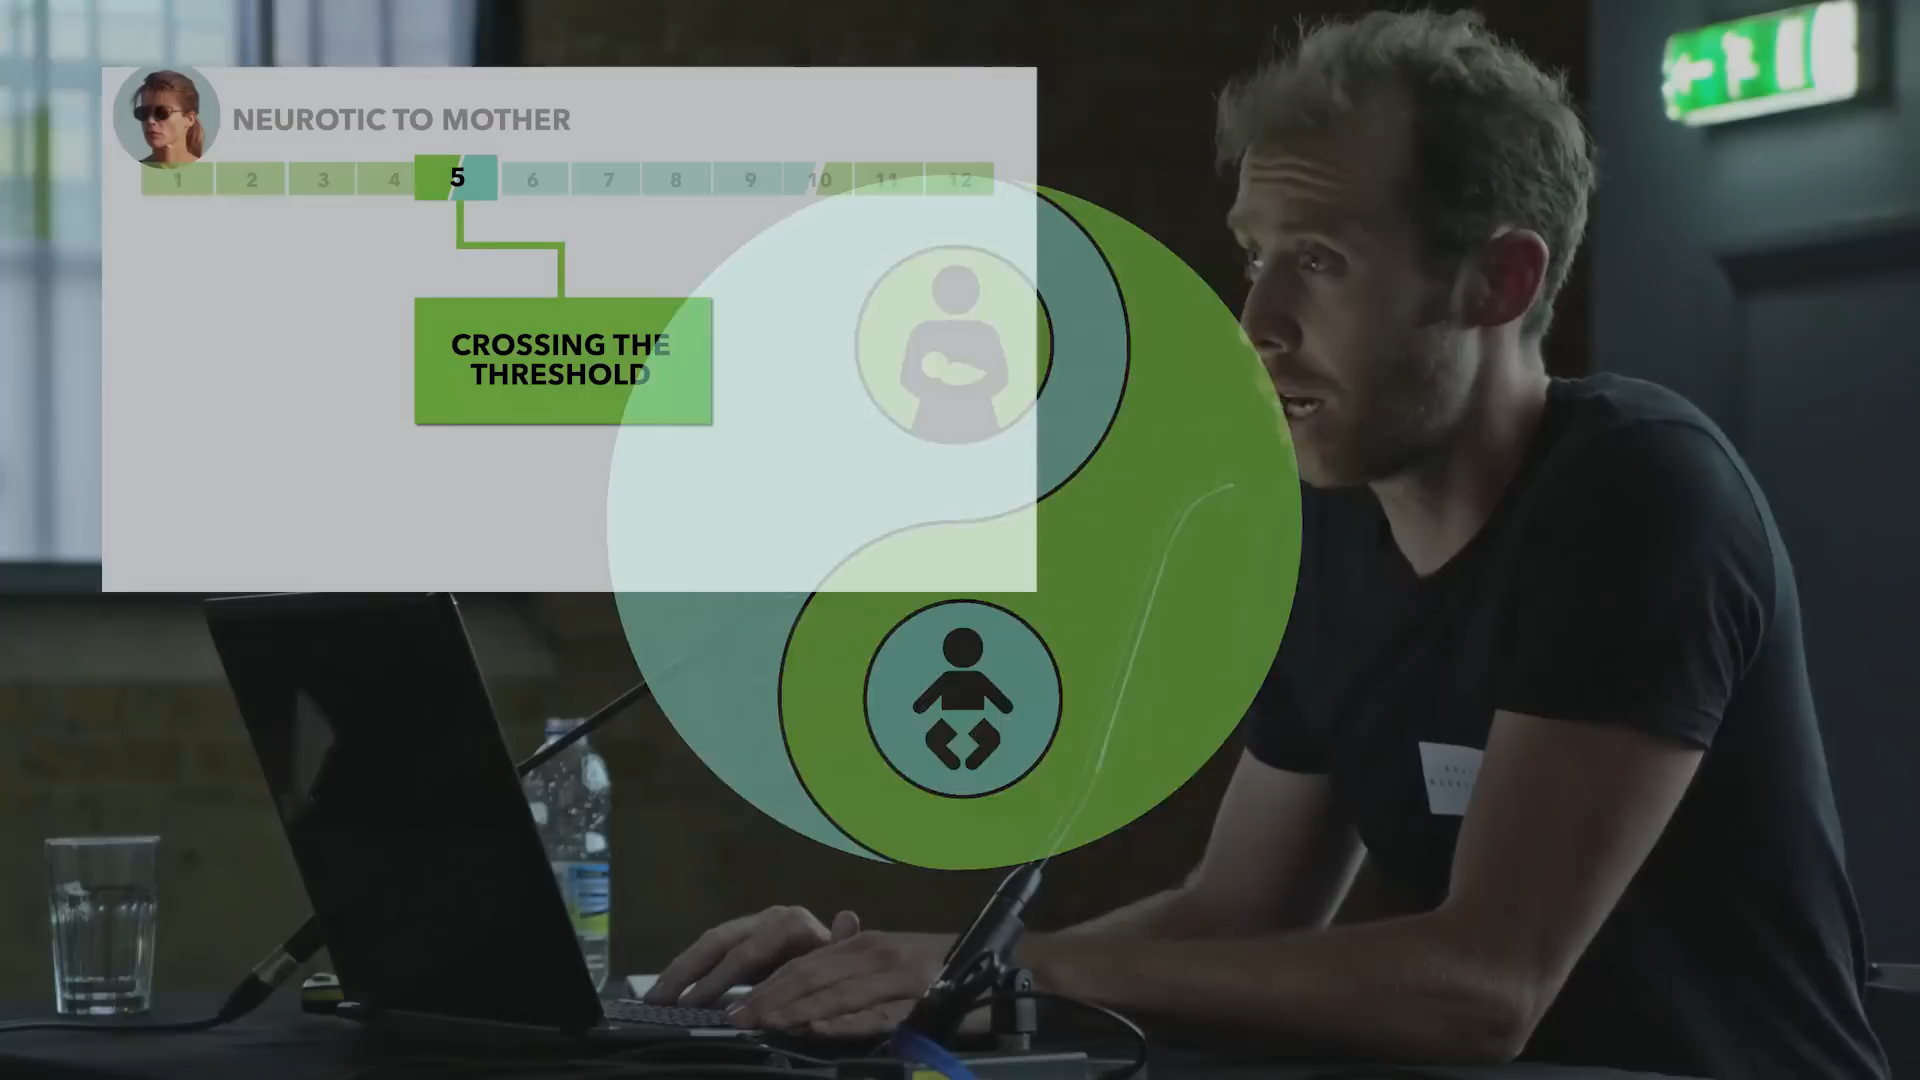 NEUROTIC TO MOTHER
1 2 3 4 5 6 7 8 9 10 11 12
CROSSING THE
THRESHOLD